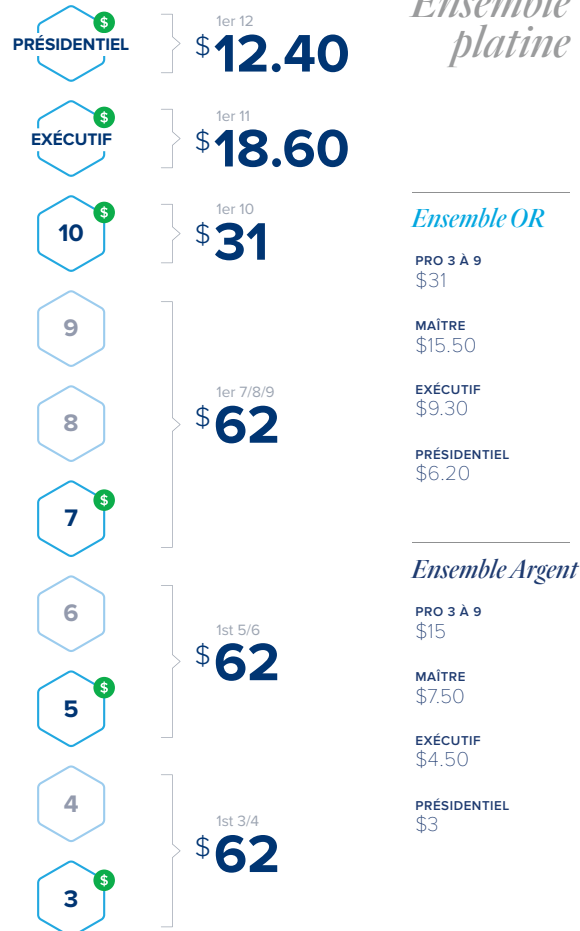 PRÉSIDENTIEL
$
1er 12
$12.40
Ensemble
platine
EXÉCUTIF
$
1er 11
$18.60
10
$
1er 10
$31
9
8
7
$
1er 7/8/9
$62
6
5
$
1st 5/6
$62
4
3
$
1st 3/4
$62
Ensemble OR
PRO 3 À 9
$31
MAÎTRE
$15.50
EXÉCUTIF
$9.30
PRÉSIDENTIEL
$6.20
Ensemble Argent
PRO 3 À 9
$15
MAÎTRE
$7.50
EXÉCUTIF
$4.50
PRÉSIDENTIEL
$3